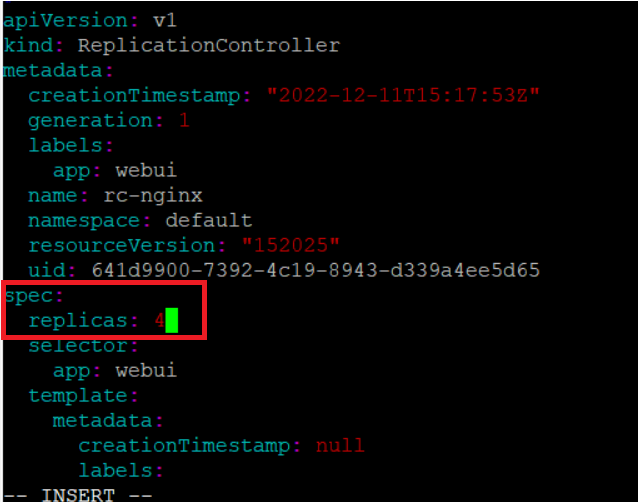 apiVersion: v1
kind: ReplicationController
metadata:
  creationTimestamp: "2022-12-11T15:17:53Z"
  generation: 1
  labels:
    app: webui
  name: rc-nginx
  namespace: default
  resourceVersion: "152025"
  uid: 641d9900-7392-4c19-8943-d339a4ee5d65
spec:
  replicas: 4
  selector:
    app: webui
  template:
    metadata:
      creationTimestamp: null
      labels:
-- INSERT --